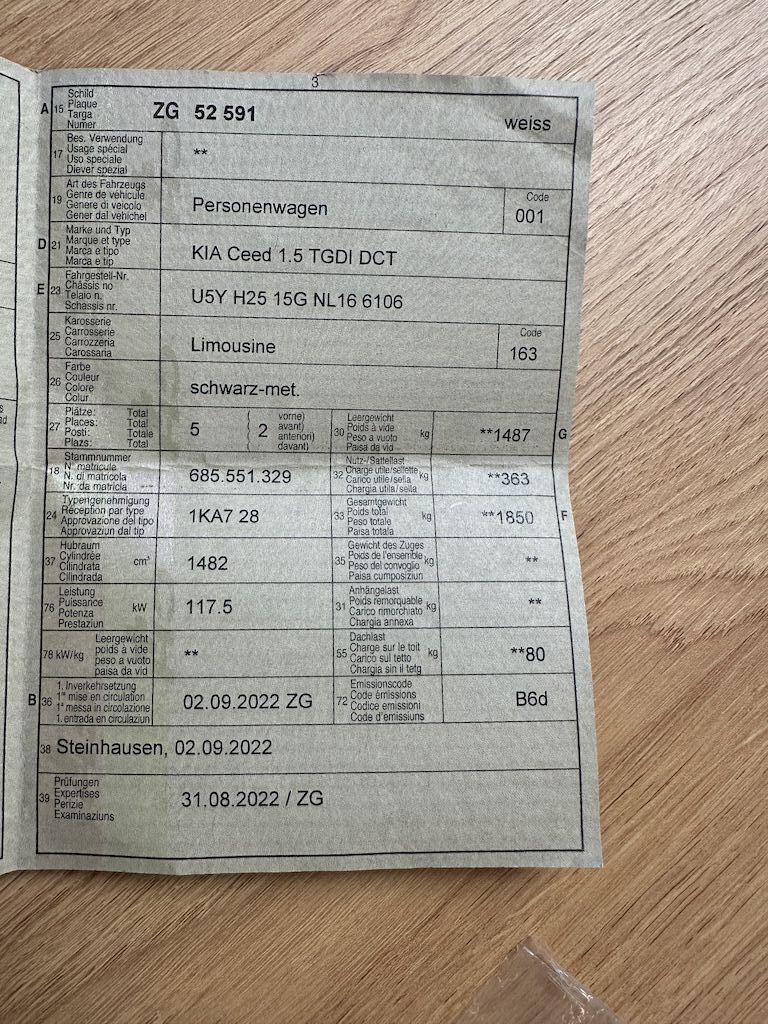 3
A 15 Schild Plaque Targa Numer ZG 52 591 weiss
17 Bes. Verwendung Usage spécial Uso speciale Diever spezial **
19 Art des Fahrzeugs Genre de véhicule Genere di veicolo Gener dal vehichel Personenwagen Code 001
D 21 Marke und Typ Marque et type Marca e tipo Marca e tip KIA Ceed 1.5 TGDI DCT
E 23 Fahrgestell-Nr. Châssis no Telaio n. Schassis nr. U5Y H25 15G NL16 6106
25 Karosserie Carrosserie Carrozzeria Carossaria Limousine Code 163
26 Farbe Couleur Colore Colur schwarz-met.
27 Plätze: Total Places: Total Posti: Totale Plazs: Total 5 ( 2 vorne) avant) anteriori) davant) 30 Leergewicht Poids à vide Peso a vuoto Paisa da vid kg **1487 G
18 Stammnummer N° matricule N. di matricola Nr. da matricla 685.551.329 32 Nutz-/Sattellast Charge utile/sellette Carico utile/sella Chargia utila/sella kg **363
24 Typengenehmigung Réception par type Approvazione del tipo Approvaziun dal tip 1KA7 28 33 Gesamtgewicht Poids total Peso totale Paisa totala kg **1850 F
37 Hubraum Cylindrée Cilindrata Cilindrada cm³ 1482 35 Gewicht des Zuges Poids de l'ensemble Peso del convoglio Paisa cumposiziun kg **
76 Leistung Puissance Potenza Prestaziun kW 117.5 31 Anhängelast Poids remorquable Carico rimorchiato Chargia annexa kg **
78 kW/kg Leergewicht poids à vide peso a vuoto paisa da vid ** 55 Dachlast Charge sur le toit Carico sul tetto Chargia sin il tetg kg **80
B 36 1. Inverkehrsetzung 1re mise en circulation 1a messa in circolazione 1. entrada en circulaziun 02.09.2022 ZG 72 Emissionscode Code émissions Codice emissioni Code d'emissiuns B6d
38 Steinhausen, 02.09.2022
39 Prüfungen Expertises Perizie Examinaziuns 31.08.2022 / ZG